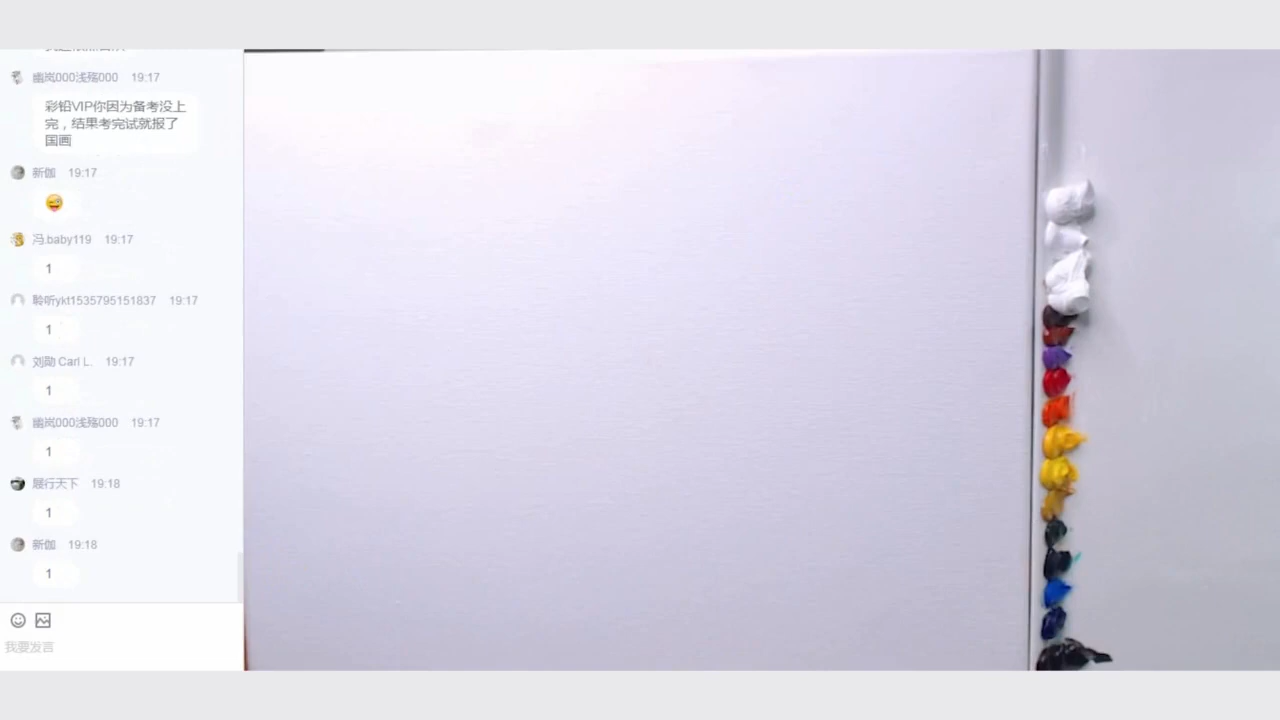 幽岚000浅殇000 19:17
彩铅VIP你因为备考没上
完，结果考完试就报了
国画
新伽 19:17
冯.baby119 19:17
1
聆听ykt1535795151837 19:17
1
刘勋 Carl L. 19:17
1
幽岚000浅殇000 19:17
1
履行天下 19:18
1
新伽 19:18
1
我要发言